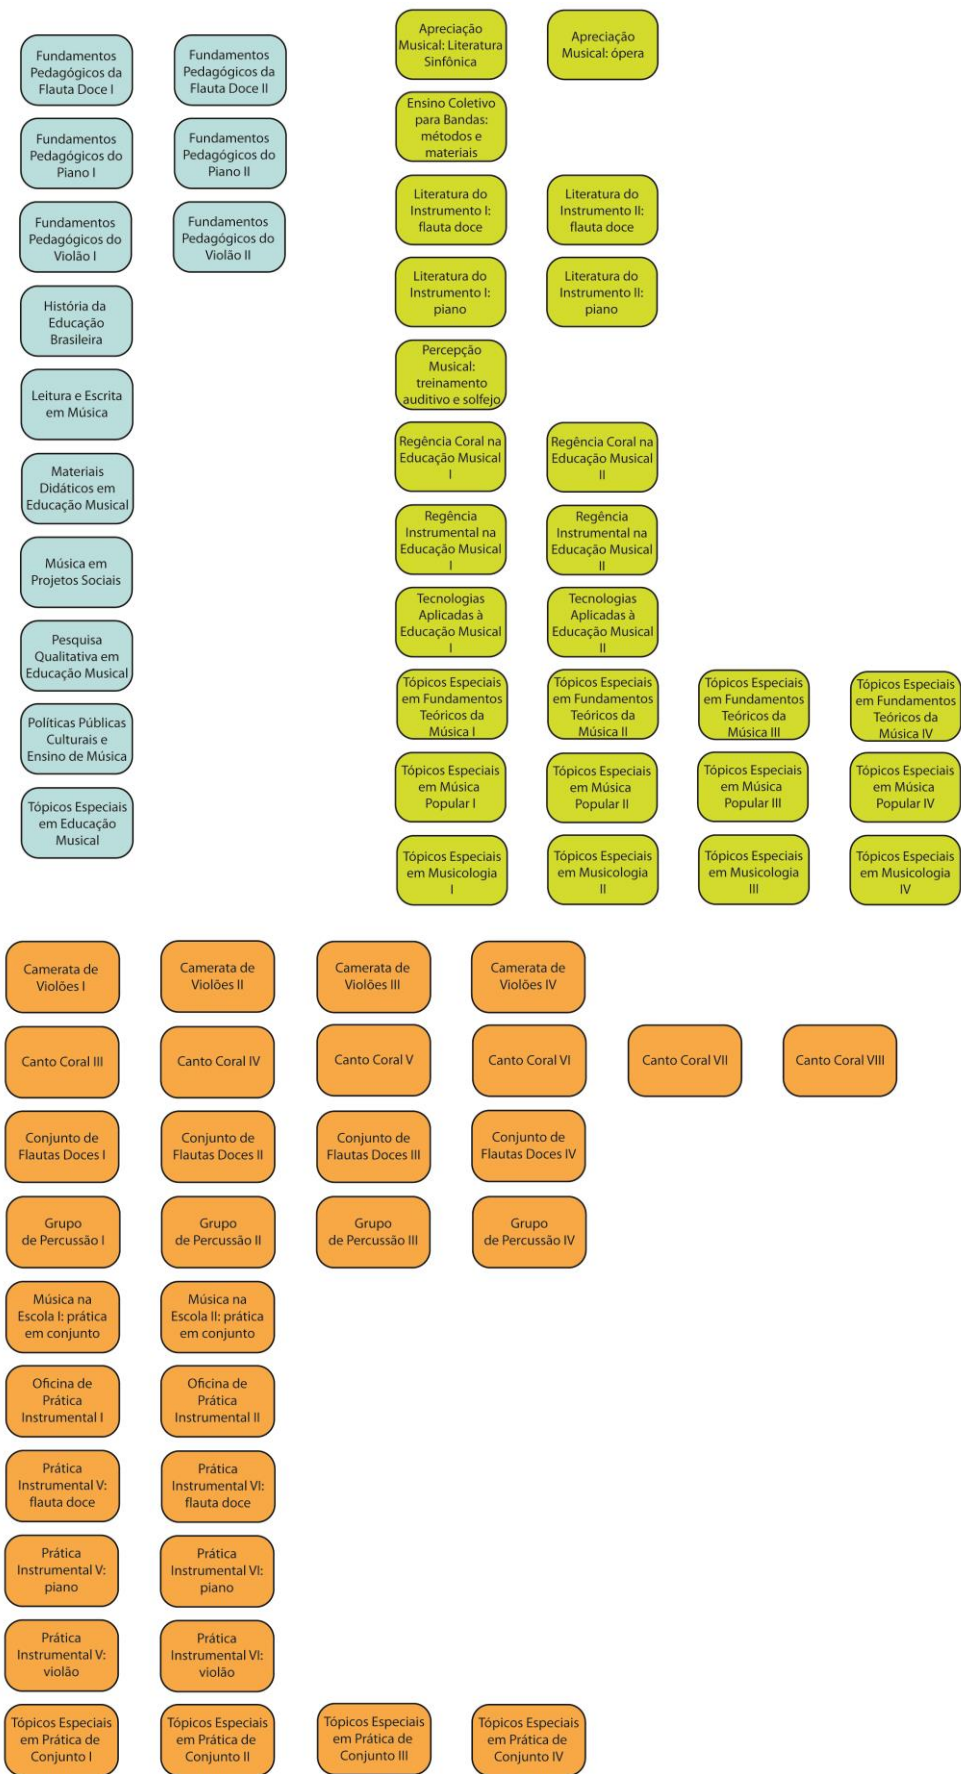 Fundamentos
Pedagógicos da
Flauta Doce I
Fundamentos
Pedagógicos da
Flauta Doce II
Fundamentos
Pedagógicos do
Piano I
Fundamentos
Pedagógicos do
Piano II
Fundamentos
Pedagógicos do
Violão I
Fundamentos
Pedagógicos do
Violão II
História da
Educação
Brasileira
Leitura e Escrita
em Música
Materiais
Didáticos em
Educação Musical
Música em
Projetos Sociais
Pesquisa
Qualitativa em
Educação Musical
Políticas Públicas
Culturais e
Ensino de Música
Tópicos Especiais
em Educação
Musical
Apreciação
Musical: Literatura
Sinfônica
Apreciação
Musical: ópera
Ensino Coletivo
para Bandas:
métodos e
materiais
Literatura do
Instrumento I:
flauta doce
Literatura do
Instrumento II:
flauta doce
Literatura do
Instrumento I:
piano
Literatura do
Instrumento II:
piano
Percepção
Musical:
treinamento
auditivo e solfejo
Regência Coral na
Educação Musical
I
Regência Coral na
Educação Musical
II
Regência
Instrumental na
Educação Musical
I
Regência
Instrumental na
Educação Musical
II
Tecnologias
Aplicadas à
Educação Musical
I
Tecnologias
Aplicadas à
Educação Musical
II
Tópicos Especiais
em Fundamentos
Teóricos da
Música I
Tópicos Especiais
em Fundamentos
Teóricos da
Música II
Tópicos Especiais
em Fundamentos
Teóricos da
Música III
Tópicos Especiais
em Fundamentos
Teóricos da
Música IV
Tópicos Especiais
em Música
Popular I
Tópicos Especiais
em Música
Popular II
Tópicos Especiais
em Música
Popular III
Tópicos Especiais
em Música
Popular IV
Tópicos Especiais
em Musicologia
I
Tópicos Especiais
em Musicologia
II
Tópicos Especiais
em Musicologia
III
Tópicos Especiais
em Musicologia
IV
Camerata de
Violões I
Camerata de
Violões II
Camerata de
Violões III
Camerata de
Violões IV
Canto Coral III
Canto Coral IV
Canto Coral V
Canto Coral VI
Canto Coral VII
Canto Coral VIII
Conjunto de
Flautas Doces I
Conjunto de
Flautas Doces II
Conjunto de
Flautas Doces III
Conjunto de
Flautas Doces IV
Grupo
de Percussão I
Grupo
de Percussão II
Grupo
de Percussão III
Grupo
de Percussão IV
Música na
Escola I: prática
em conjunto
Música na
Escola II: prática
em conjunto
Oficina de
Prática
Instrumental I
Oficina de
Prática
Instrumental II
Prática
Instrumental V:
flauta doce
Prática
Instrumental VI:
flauta doce
Prática
Instrumental V:
piano
Prática
Instrumental VI:
piano
Prática
Instrumental V:
violão
Prática
Instrumental VI:
violão
Tópicos Especiais
em Prática de
Conjunto I
Tópicos Especiais
em Prática de
Conjunto II
Tópicos Especiais
em Prática de
Conjunto III
Tópicos Especiais
em Prática de
Conjunto IV